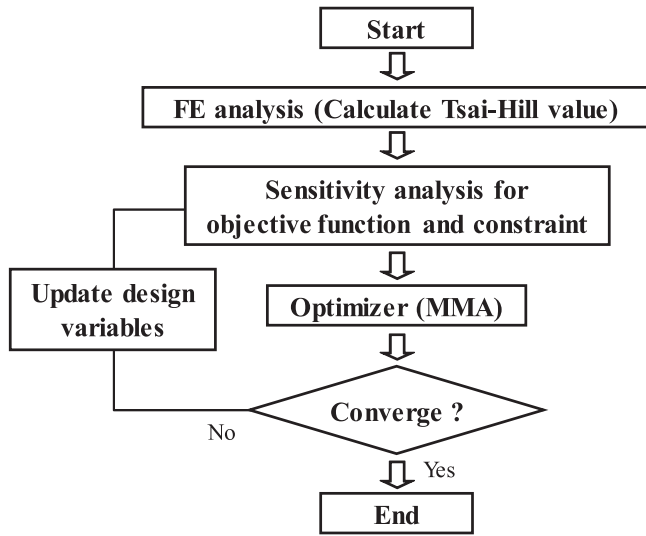 Start
FE analysis (Calculate Tsai-Hill value)
Sensitivity analysis for
objective function and constraint
Update design
variables
Optimizer (MMA)
Converge ?
No
Yes
End